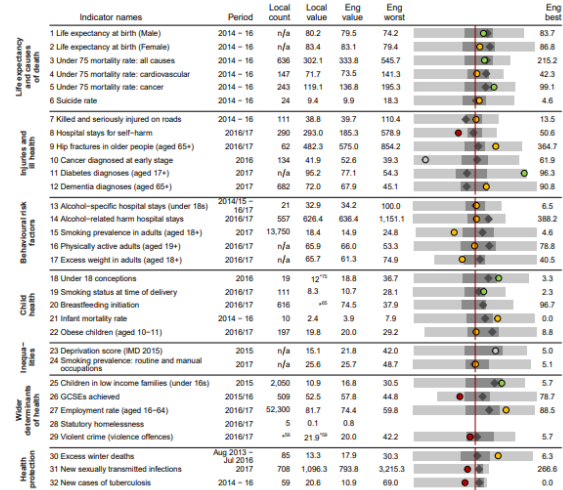 Indicator names Period Local count Local value Eng value Eng worst Eng best
Life expectancy and causes of death
1 Life expectancy at birth (Male) 2014 – 16 n/a 80.2 79.5 74.2 83.7
2 Life expectancy at birth (Female) 2014 – 16 n/a 83.4 83.1 79.4 86.8
3 Under 75 mortality rate: all causes 2014 – 16 636 302.1 333.8 545.7 215.2
4 Under 75 mortality rate: cardiovascular 2014 – 16 147 71.7 73.5 141.3 42.3
5 Under 75 mortality rate: cancer 2014 – 16 243 119.1 136.8 195.3 99.1
6 Suicide rate 2014 – 16 24 9.4 9.9 18.3 4.6
Injuries and ill health
7 Killed and seriously injured on roads 2014 – 16 111 38.8 39.7 110.4 13.5
8 Hospital stays for self-harm 2016/17 290 293.0 185.3 578.9 50.6
9 Hip fractures in older people (aged 65+) 2016/17 62 482.3 575.0 854.2 364.7
10 Cancer diagnosed at early stage 2016 134 41.9 52.6 39.3 61.9
11 Diabetes diagnoses (aged 17+) 2017 n/a 95.2 77.1 54.3 96.3
12 Dementia diagnoses (aged 65+) 2017 682 72.0 67.9 45.1 90.8
Behavioural risk factors
13 Alcohol-specific hospital stays (under 18s) 2014/15 - 16/17 21 32.9 34.2 100.0 6.5
14 Alcohol-related harm hospital stays 2016/17 557 626.4 636.4 1,151.1 388.2
15 Smoking prevalence in adults (aged 18+) 2017 13,750 18.4 14.9 24.8 4.6
16 Physically active adults (aged 19+) 2016/17 n/a 65.9 66.0 53.3 78.8
17 Excess weight in adults (aged 18+) 2016/17 n/a 65.7 61.3 74.9 40.5
Child health
18 Under 18 conceptions 2016 19 12 18.8 36.7 3.3
19 Smoking status at time of delivery 2016/17 111 8.3 10.7 28.1 2.3
20 Breastfeeding initiation 2016/17 616 74.5 37.9 96.7
21 Infant mortality rate 2014 – 16 10 2.4 3.9 7.9 0.0
22 Obese children (aged 10–11) 2016/17 197 19.8 20.0 29.2 8.8
Inequa- lities
23 Deprivation score (IMD 2015) 2015 n/a 15.1 21.8 42.0 5.0
24 Smoking prevalence: routine and manual occupations 2017 n/a 25.6 25.7 48.7 5.1
Wider determinants of health
25 Children in low income families (under 16s) 2015 2,050 10.9 16.8 30.5 5.7
26 GCSEs achieved 2015/16 509 52.5 57.8 44.8 78.7
27 Employment rate (aged 16–64) 2016/17 52,300 81.7 74.4 59.8 88.5
28 Statutory homelessness 2016/17 5 0.1 0.8
29 Violent crime (violence offences) 2016/17 21.9 20.0 42.2 5.7
Health protection
30 Excess winter deaths Aug 2013 – Jul 2016 85 13.3 17.9 30.3 6.3
31 New sexually transmitted infections 2017 708 1,096.3 793.8 3,215.3 266.6
32 New cases of tuberculosis 2014 – 16 59 20.6 10.9 69.0 0.0